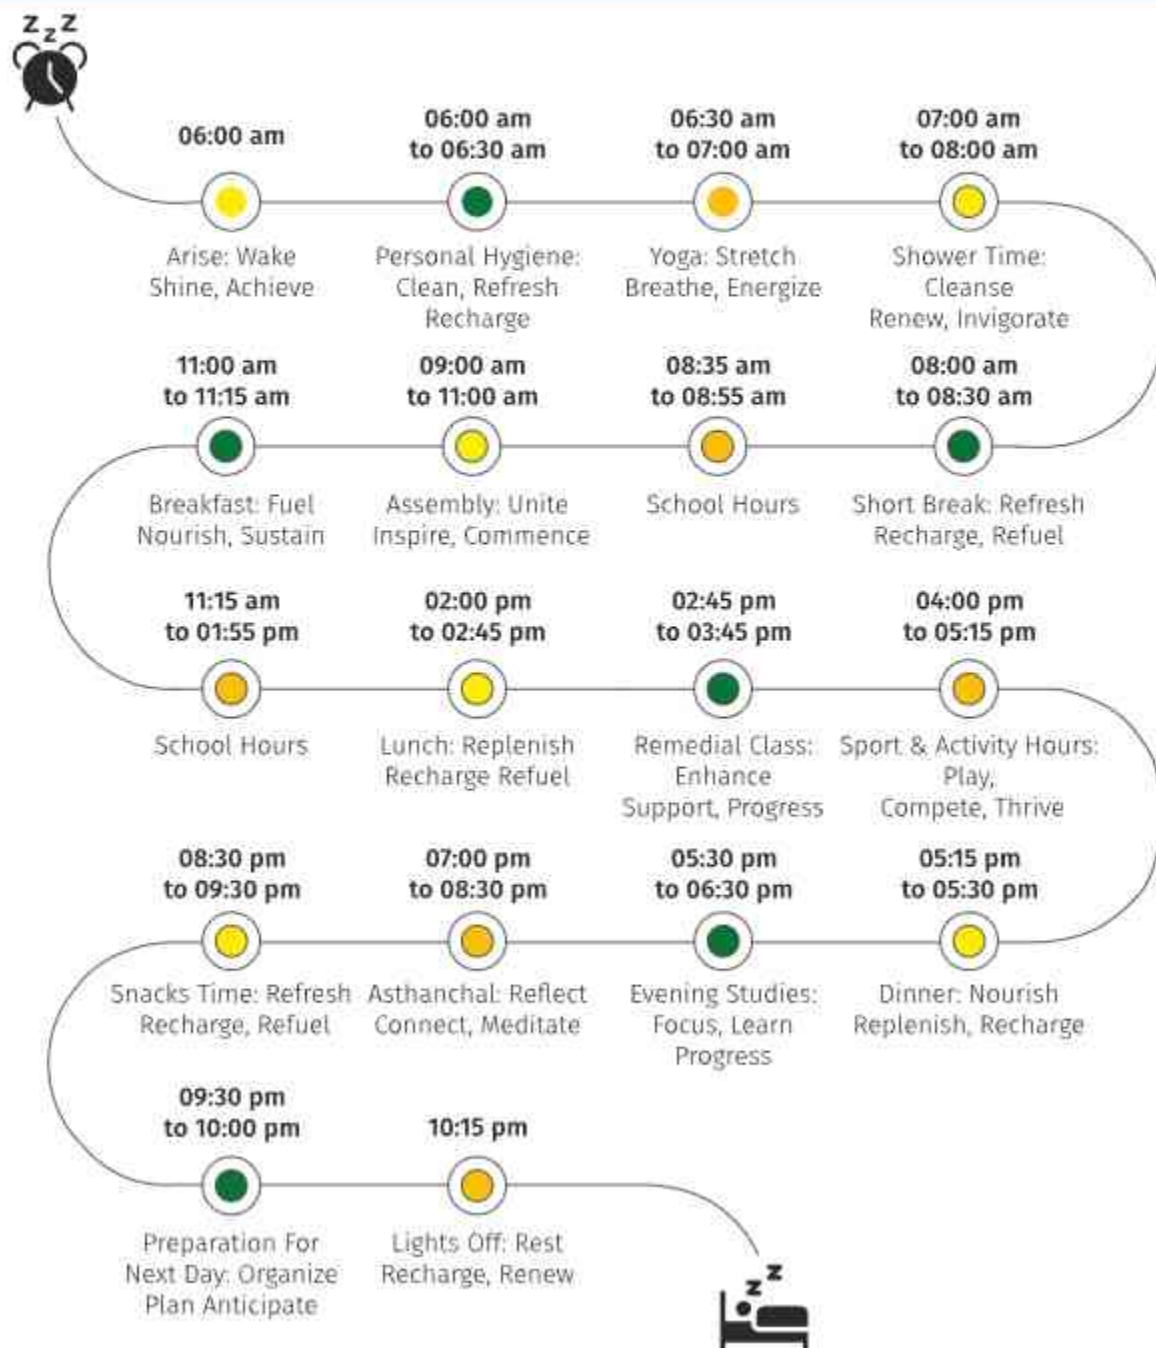 z z z
06:00 am
Arise: Wake
Shine, Achieve
06:00 am
to 06:30 am
Personal Hygiene:
Clean, Refresh
Recharge
06:30 am
to 07:00 am
Yoga: Stretch
Breathe, Energize
07:00 am
to 08:00 am
Shower Time:
Cleanse
Renew, Invigorate
11:00 am
to 11:15 am
Breakfast: Fuel
Nourish, Sustain
09:00 am
to 11:00 am
Assembly: Unite
Inspire, Commence
08:35 am
to 08:55 am
School Hours
08:00 am
to 08:30 am
Short Break: Refresh
Recharge, Refuel
11:15 am
to 01:55 pm
School Hours
02:00 pm
to 02:45 pm
Lunch: Replenish
Recharge Refuel
02:45 pm
to 03:45 pm
Remedial Class:
Enhance
Support, Progress
04:00 pm
to 05:15 pm
Sport & Activity Hours:
Play,
Compete, Thrive
08:30 pm
to 09:30 pm
Snacks Time: Refresh
Recharge, Refuel
07:00 pm
to 08:30 pm
Asthanchal: Reflect
Connect, Meditate
05:30 pm
to 06:30 pm
Evening Studies:
Focus, Learn
Progress
05:15 pm
to 05:30 pm
Dinner: Nourish
Replenish, Recharge
09:30 pm
to 10:00 pm
Preparation For
Next Day: Organize
Plan Anticipate
10:15 pm
Lights Off: Rest
Recharge, Renew
z z